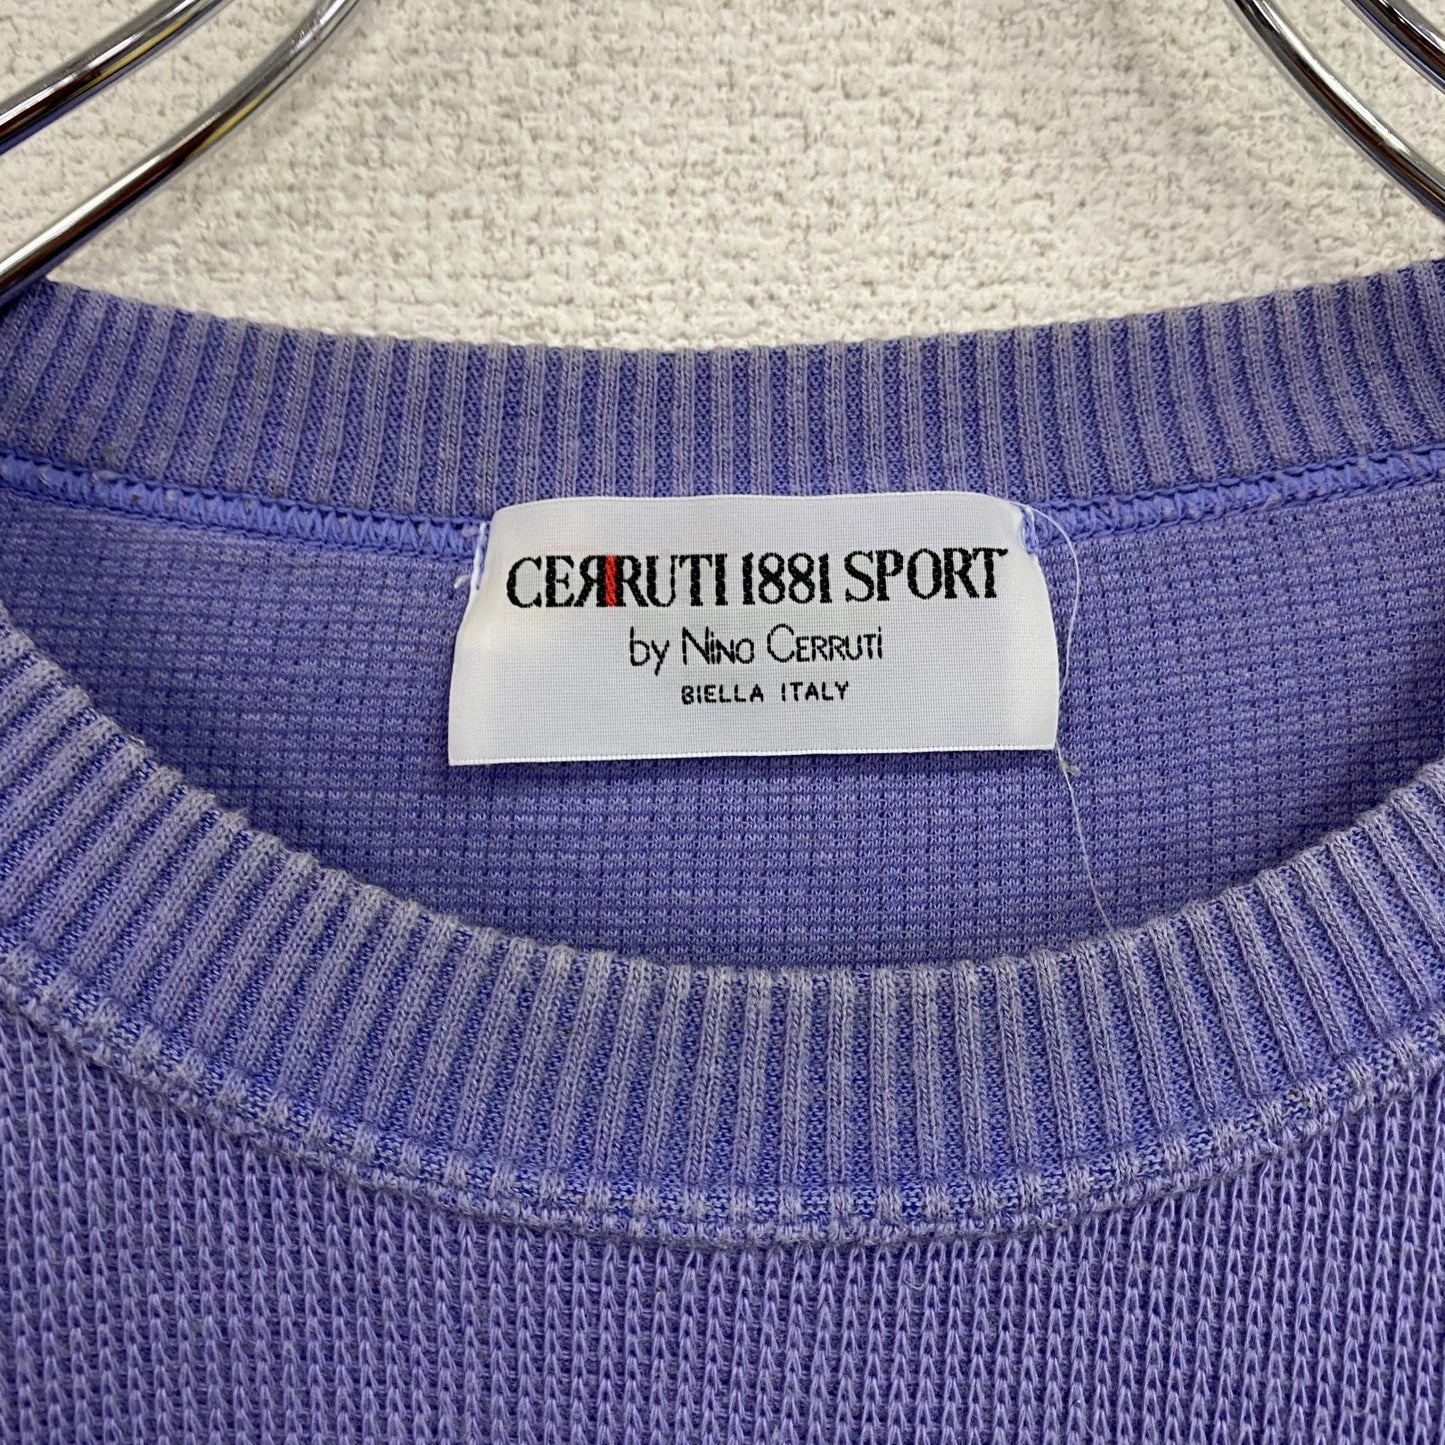 CERRUTI 1881 SPORT
by Nino CERRUTi
BIELLA ITALY